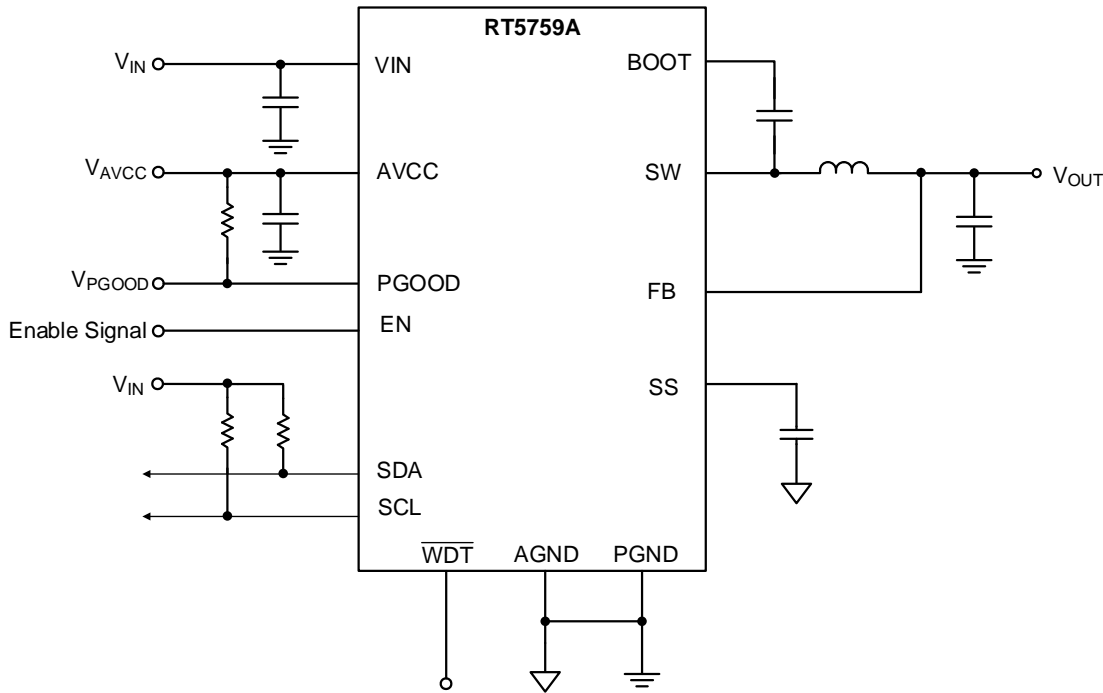 RT5759A
VIN
VIN
BOOT
VAVCC
AVCC
SW
VOUT
VPGOOD
PGOOD
FB
Enable Signal
EN
VIN
SS
SDA
SCL
WDT
AGND
PGND